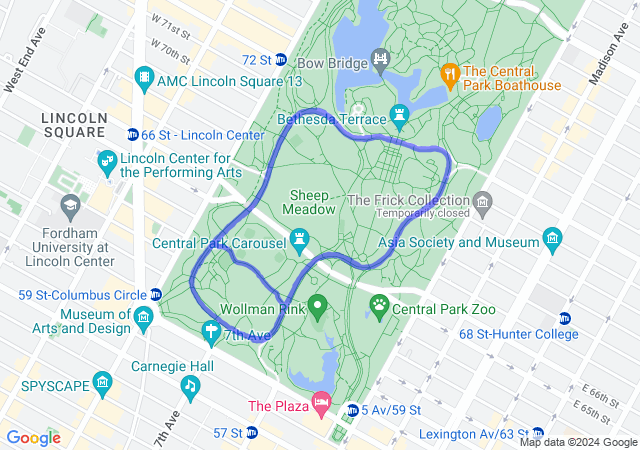 West End Ave
W 71st St
W 70th St
72 St
Bow Bridge
Madison Ave
AMC Lincoln Square 13
The Central
Park Boathouse
LINCOLN
SQUARE
66 St - Lincoln Center
Bethesda Terrace
Lincoln Center for
the Performing Arts
Sheep
Meadow
The Frick Collection
Temporarily closed
Fordham
University at
Lincoln Center
Central Park Carousel
Asia Society and Museum
59 St-Columbus Circle
Museum of
Arts and Design
Wollman Rink
Central Park Zoo
7th Ave
68 St-Hunter College
Carnegie Hall
SPYSCAPE
The Plaza
5 Av/59 St
E 66th St
E 65th St
7th Ave
57 St
Lexington Av/63 St
Google
Map data ©2024 Google